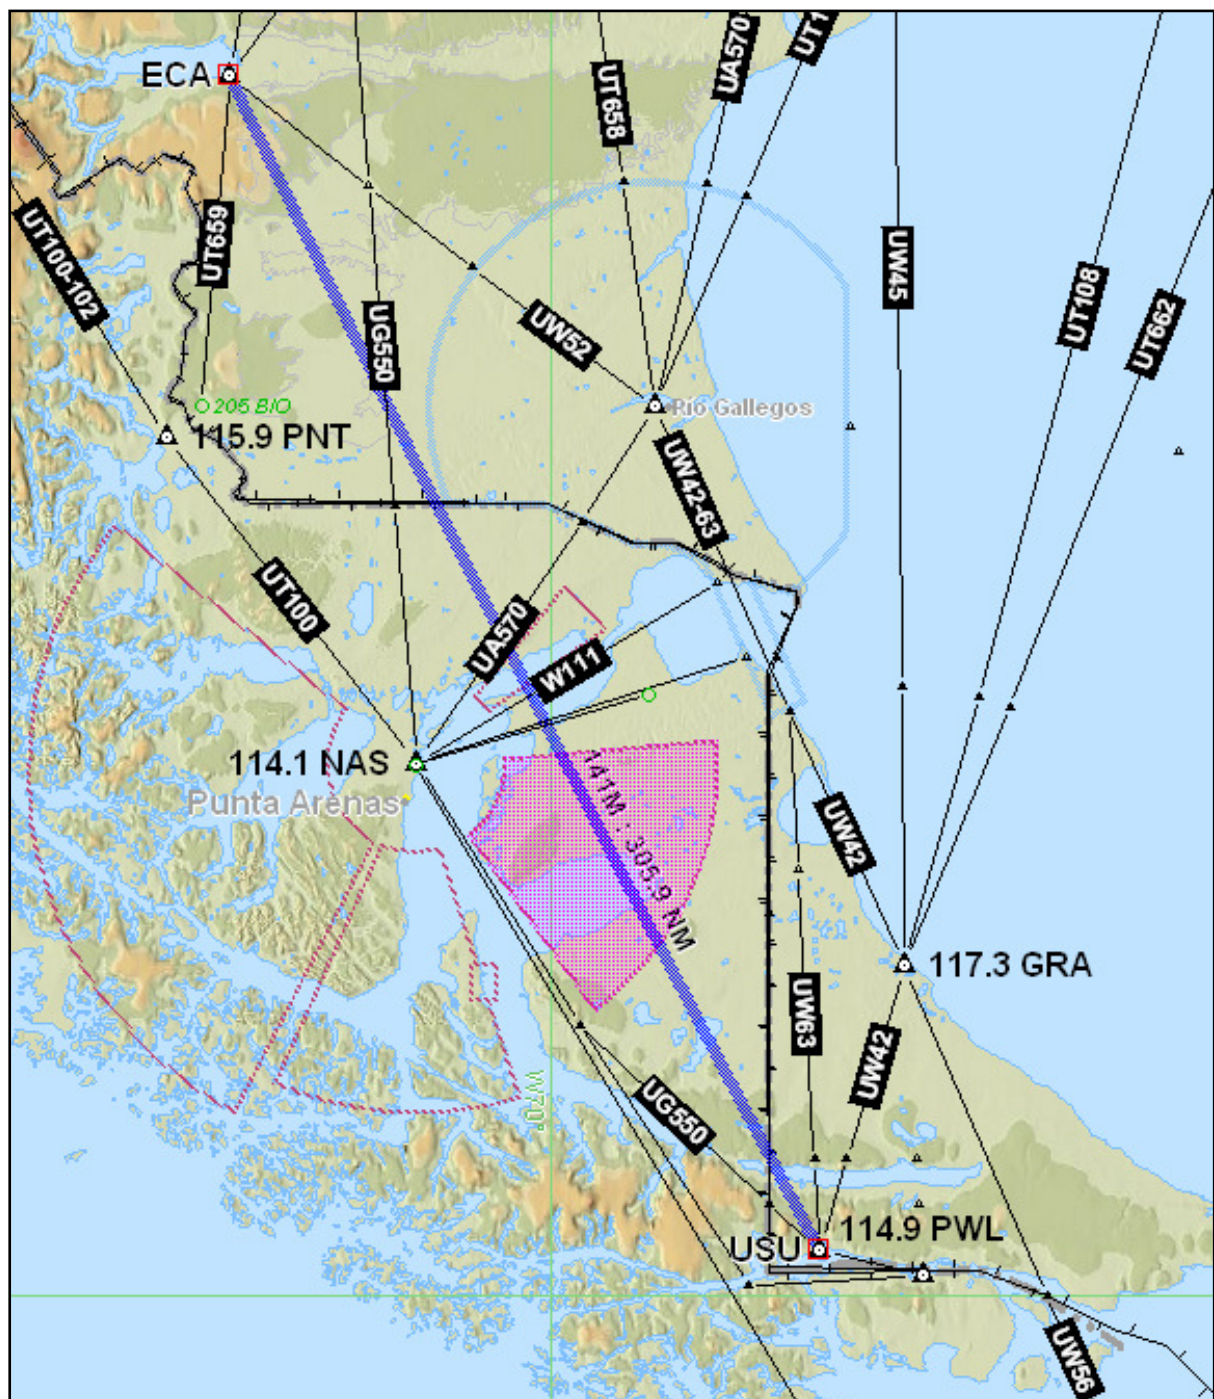 UA570
UT1
UT658
ECA
UT659
UT100-102
UW45
UT108
UT662
UG550
UW52
205 B/O
Río Gallegos
115.9 PNT
UW42-63
UT100
UA570
W111
114.1 NAS
Punta Arenas
141M : 305.9 NM
UW42
117.3 GRA
UW63
UW42
W70°
UG550
114.9 PWL
USU
UW56